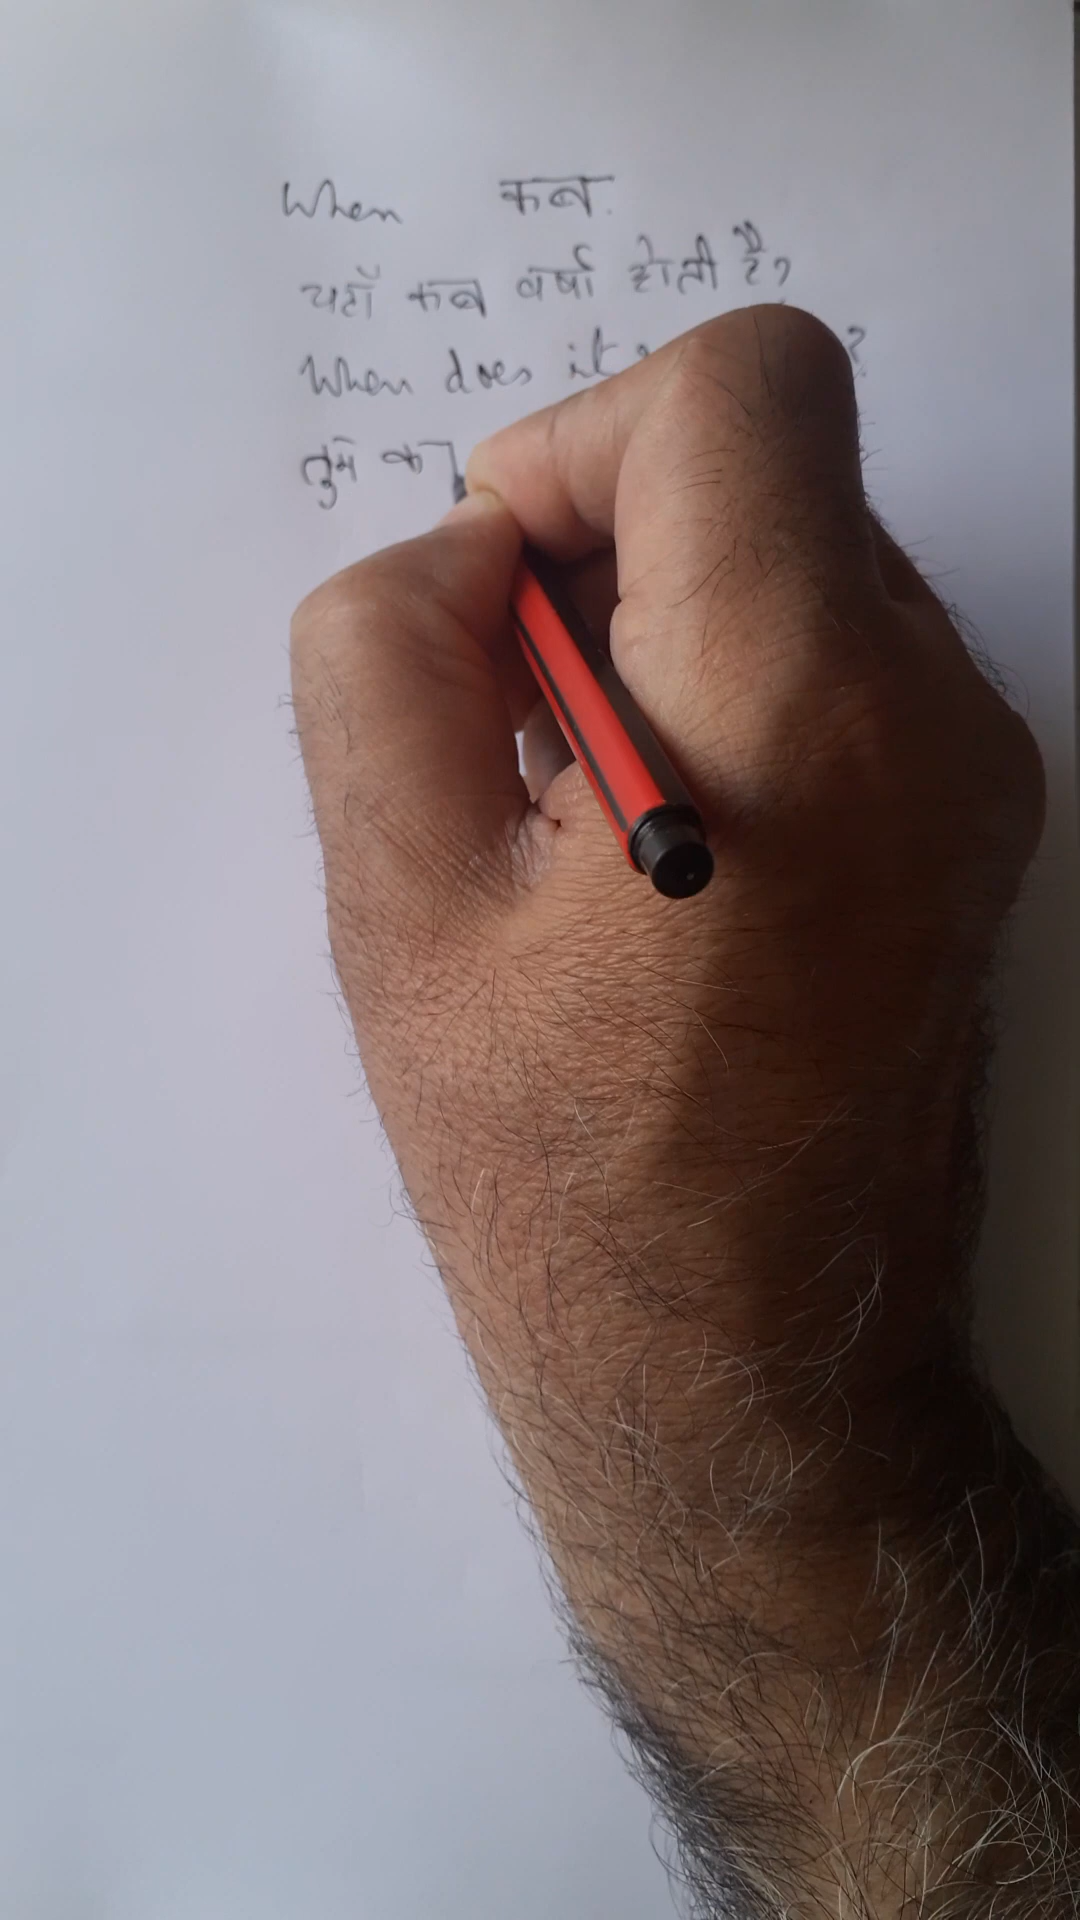 When कब.
यहाँ कब वर्षा होती है?
When does it ?
तुम